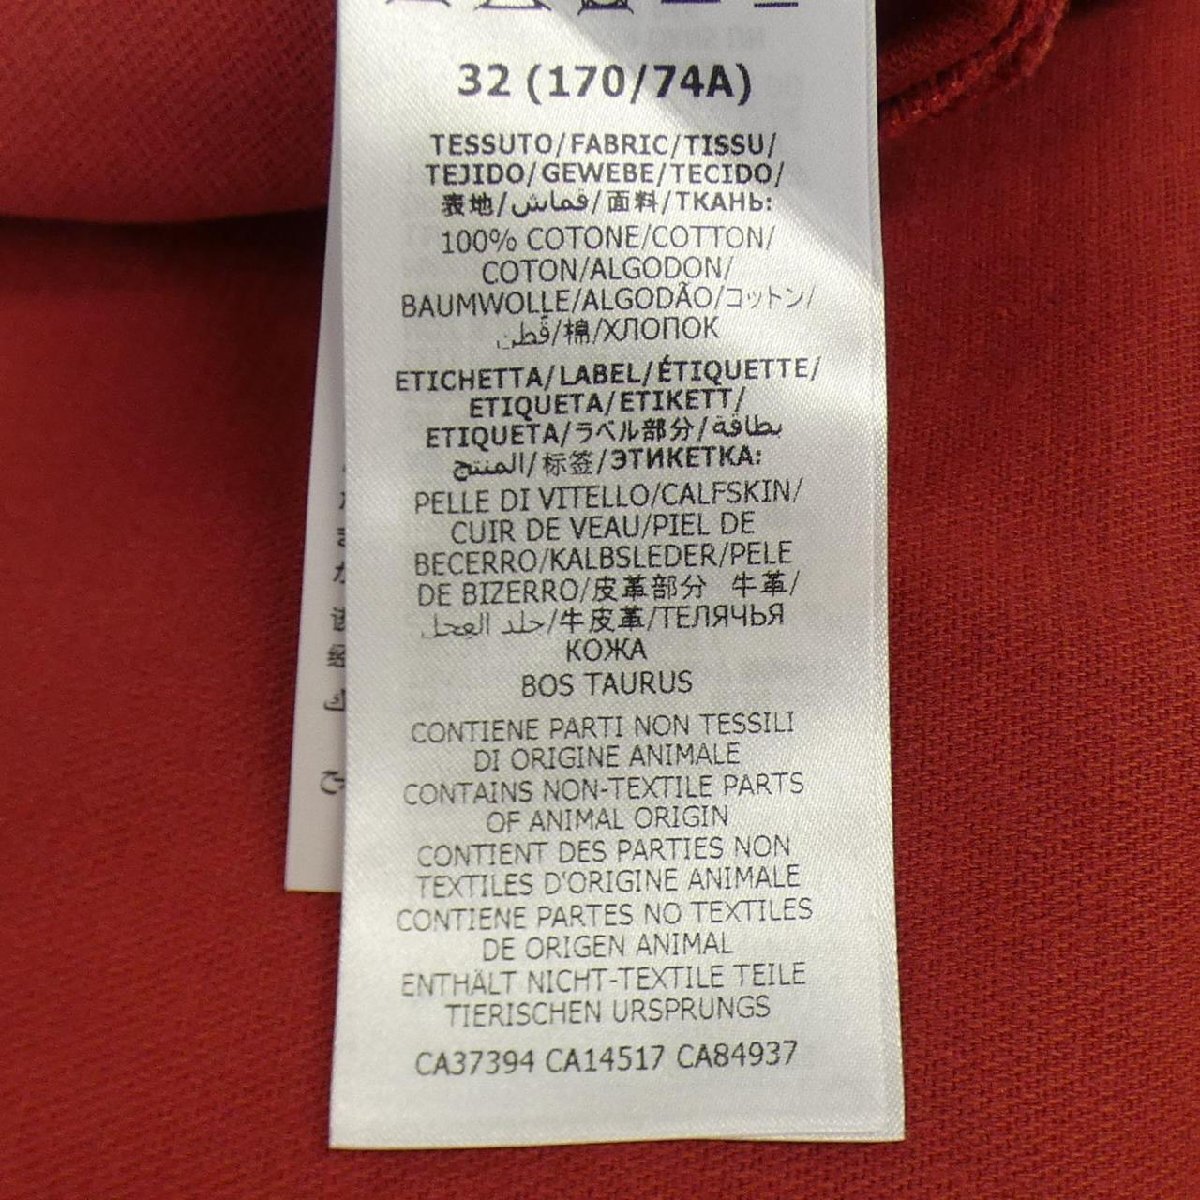 32 (170/74A)
TESSUTO/FABRIC/TISSU/
TEJIDO/GEWEBE/TECIDO/
表地/قماش/面料/ТКАНЬ:
100% COTONE/COTTON/
COTON/ALGODON/
BAUMWOLLE/ALGODÃO/コットン/
قطن/棉/ХЛОПОК
ETICHETTA/LABEL/ÉTIQUETTE/
ETIQUETA/ETIKETT/
ETIQUETA/ラベル部分/بطاقة
المنتج/标签/ЭТИКЕТКА:
PELLE DI VITELLO/CALFSKIN/
CUIR DE VEAU/PIEL DE
BECERRO/KALBSLEDER/PELE
DE BIZERRO/皮革部分 牛革/
جلد العجل/牛皮革/ТЕЛЯЧЬЯ
КОЖА
BOS TAURUS
CONTIENE PARTI NON TESSILI
DI ORIGINE ANIMALE
CONTAINS NON-TEXTILE PARTS
OF ANIMAL ORIGIN
CONTIENT DES PARTIES NON
TEXTILES D'ORIGINE ANIMALE
CONTIENE PARTES NO TEXTILES
DE ORIGEN ANIMAL
ENTHÄLT NICHT-TEXTILE TEILE
TIERISCHEN URSPRUNGS
CA37394 CA14517 CA84937